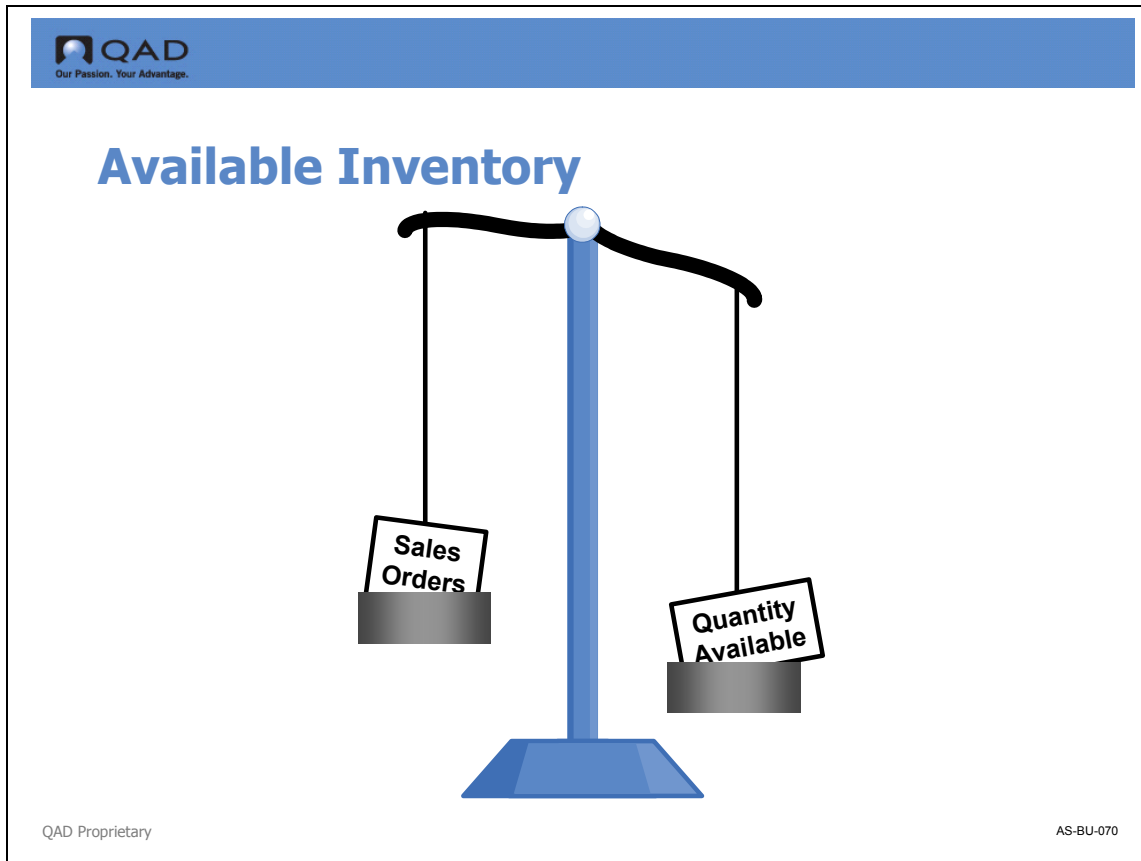 QAD
Our Passion. Your Advantage.
Available Inventory
Sales
Orders
Quantity
Available
QAD Proprietary
AS-BU-070